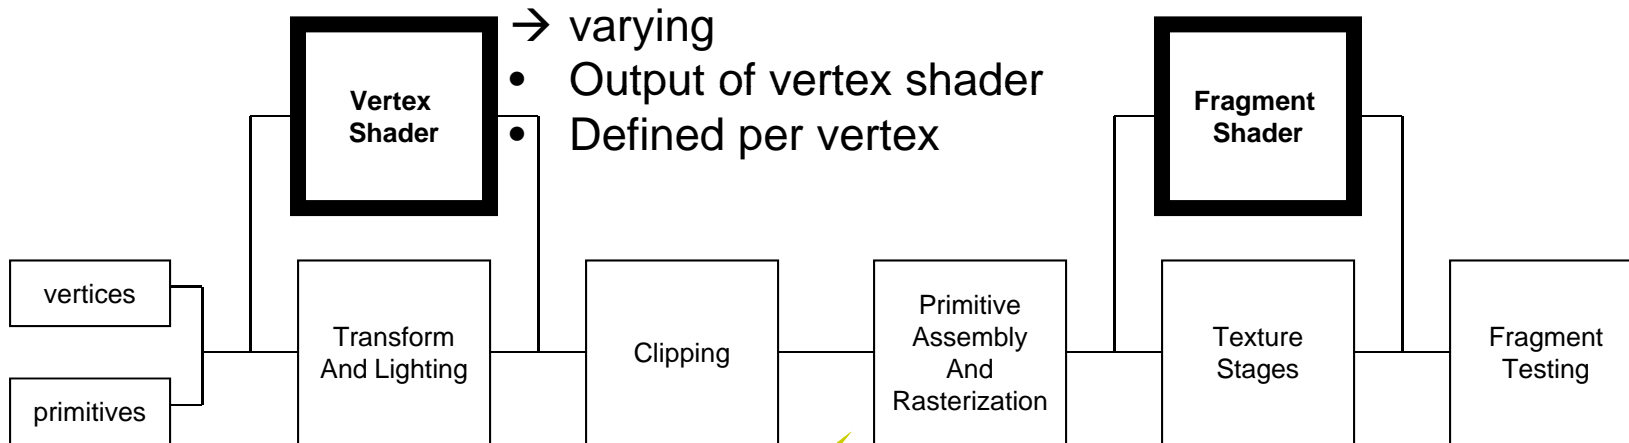 → varying
• Output of vertex shader
• Defined per vertex
Vertex
Shader
Fragment
Shader
vertices
primitives
Transform
And Lighting
Clipping
Primitive
Assembly
And
Rasterization
Texture
Stages
Fragment
Testing